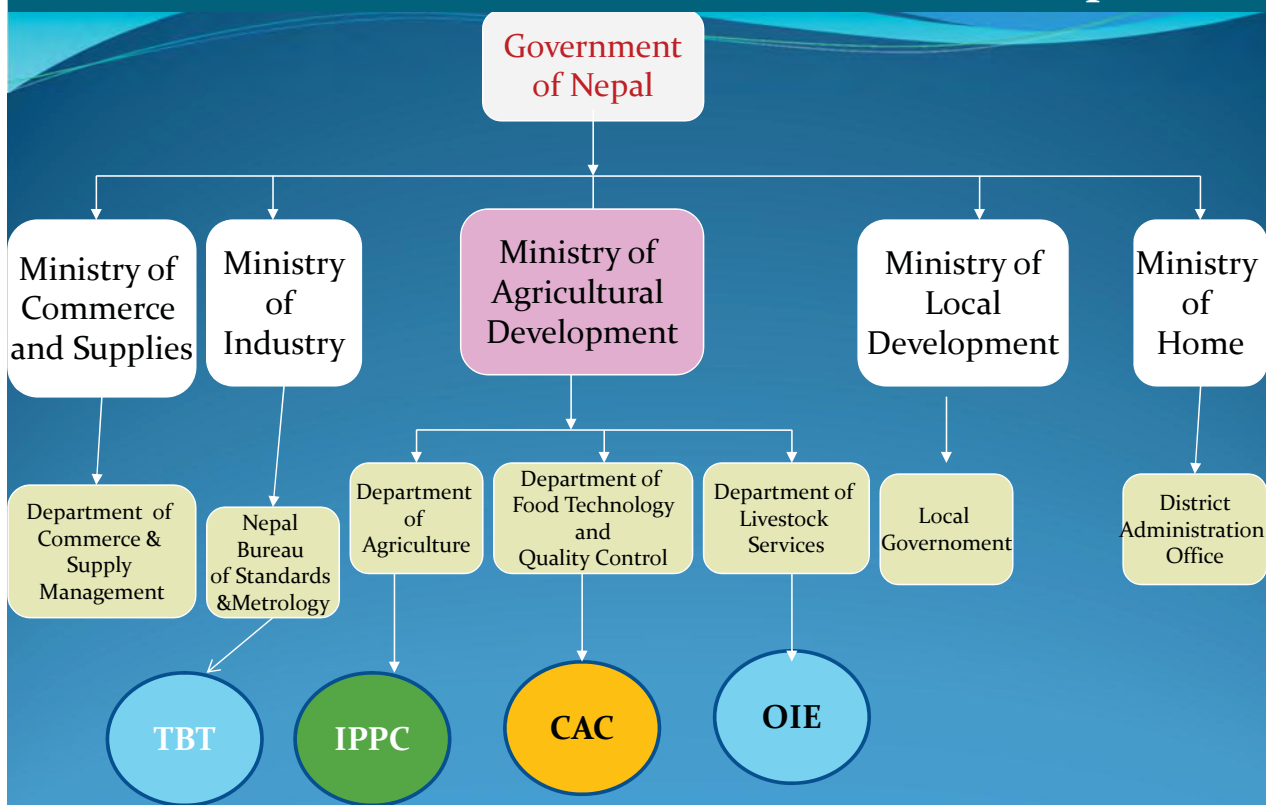 Government
of Nepal
Ministry of
Commerce
and Supplies
Ministry
of
Industry
Ministry of
Agricultural
Development
Ministry of
Local
Development
Ministry
of
Home
Department of
Commerce &
Supply
Management
Nepal
Bureau
of Standards
&Metrology
Department
of
Agriculture
Department of
Food Technology
and
Quality Control
Department of
Livestock
Services
Local
Governoment
District
Administration
Office
TBT
IPPC
CAC
OIE